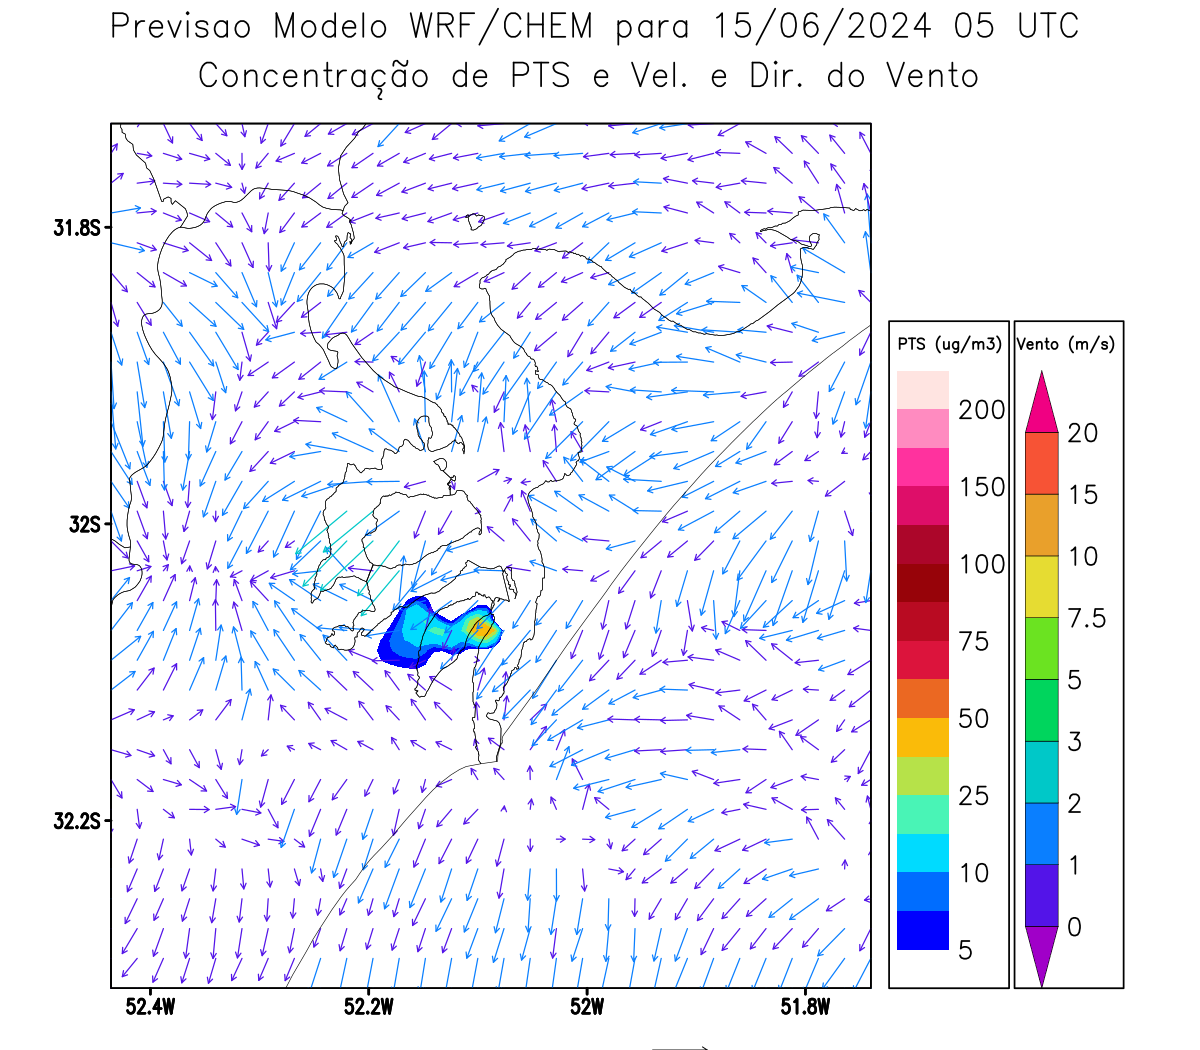 Previsao Modelo WRF/CHEM para 15/06/2024 05 UTC
Concentração de PTS e Vel. e Dir. do Vento
31.8S
32S
32.2S
52.4W
52.2W
52W
51.8W
PTS (ug/m3)
200
150
100
75
50
25
10
5
Vento (m/s)
20
15
10
7.5
5
3
2
1
0